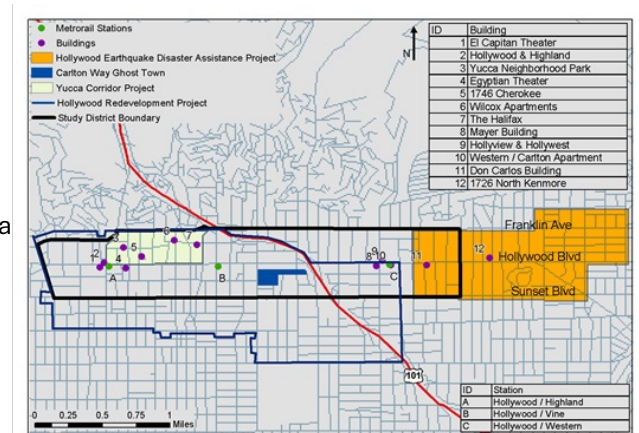 Metrorail Stations
Buildings
Hollywood Earthquake Disaster Assistance Project
Carlton Way Ghost Town
Yucca Corridor Project
Hollywood Redevelopment Project
Study District Boundary
N
ID Building
1 El Capitan Theater
2 Hollywood & Highland
3 Yucca Neighborhood Park
4 Egyptian Theater
5 1746 Cherokee
6 Wilcox Apartments
7 The Halifax
8 Mayer Building
9 Hollyview & Hollywest
10 Western / Carlton Apartment
11 Don Carlos Building
12 1726 North Kenmore
a
Franklin Ave
Hollywood Blvd
Sunset Blvd
1
2
3
4
5
6
7
8
9
10
11
12
A
B
C
101
0 0.25 0.5 0.75 1
Miles
ID Station
A Hollywood / Highland
B Hollywood / Vine
C Hollywood / Western